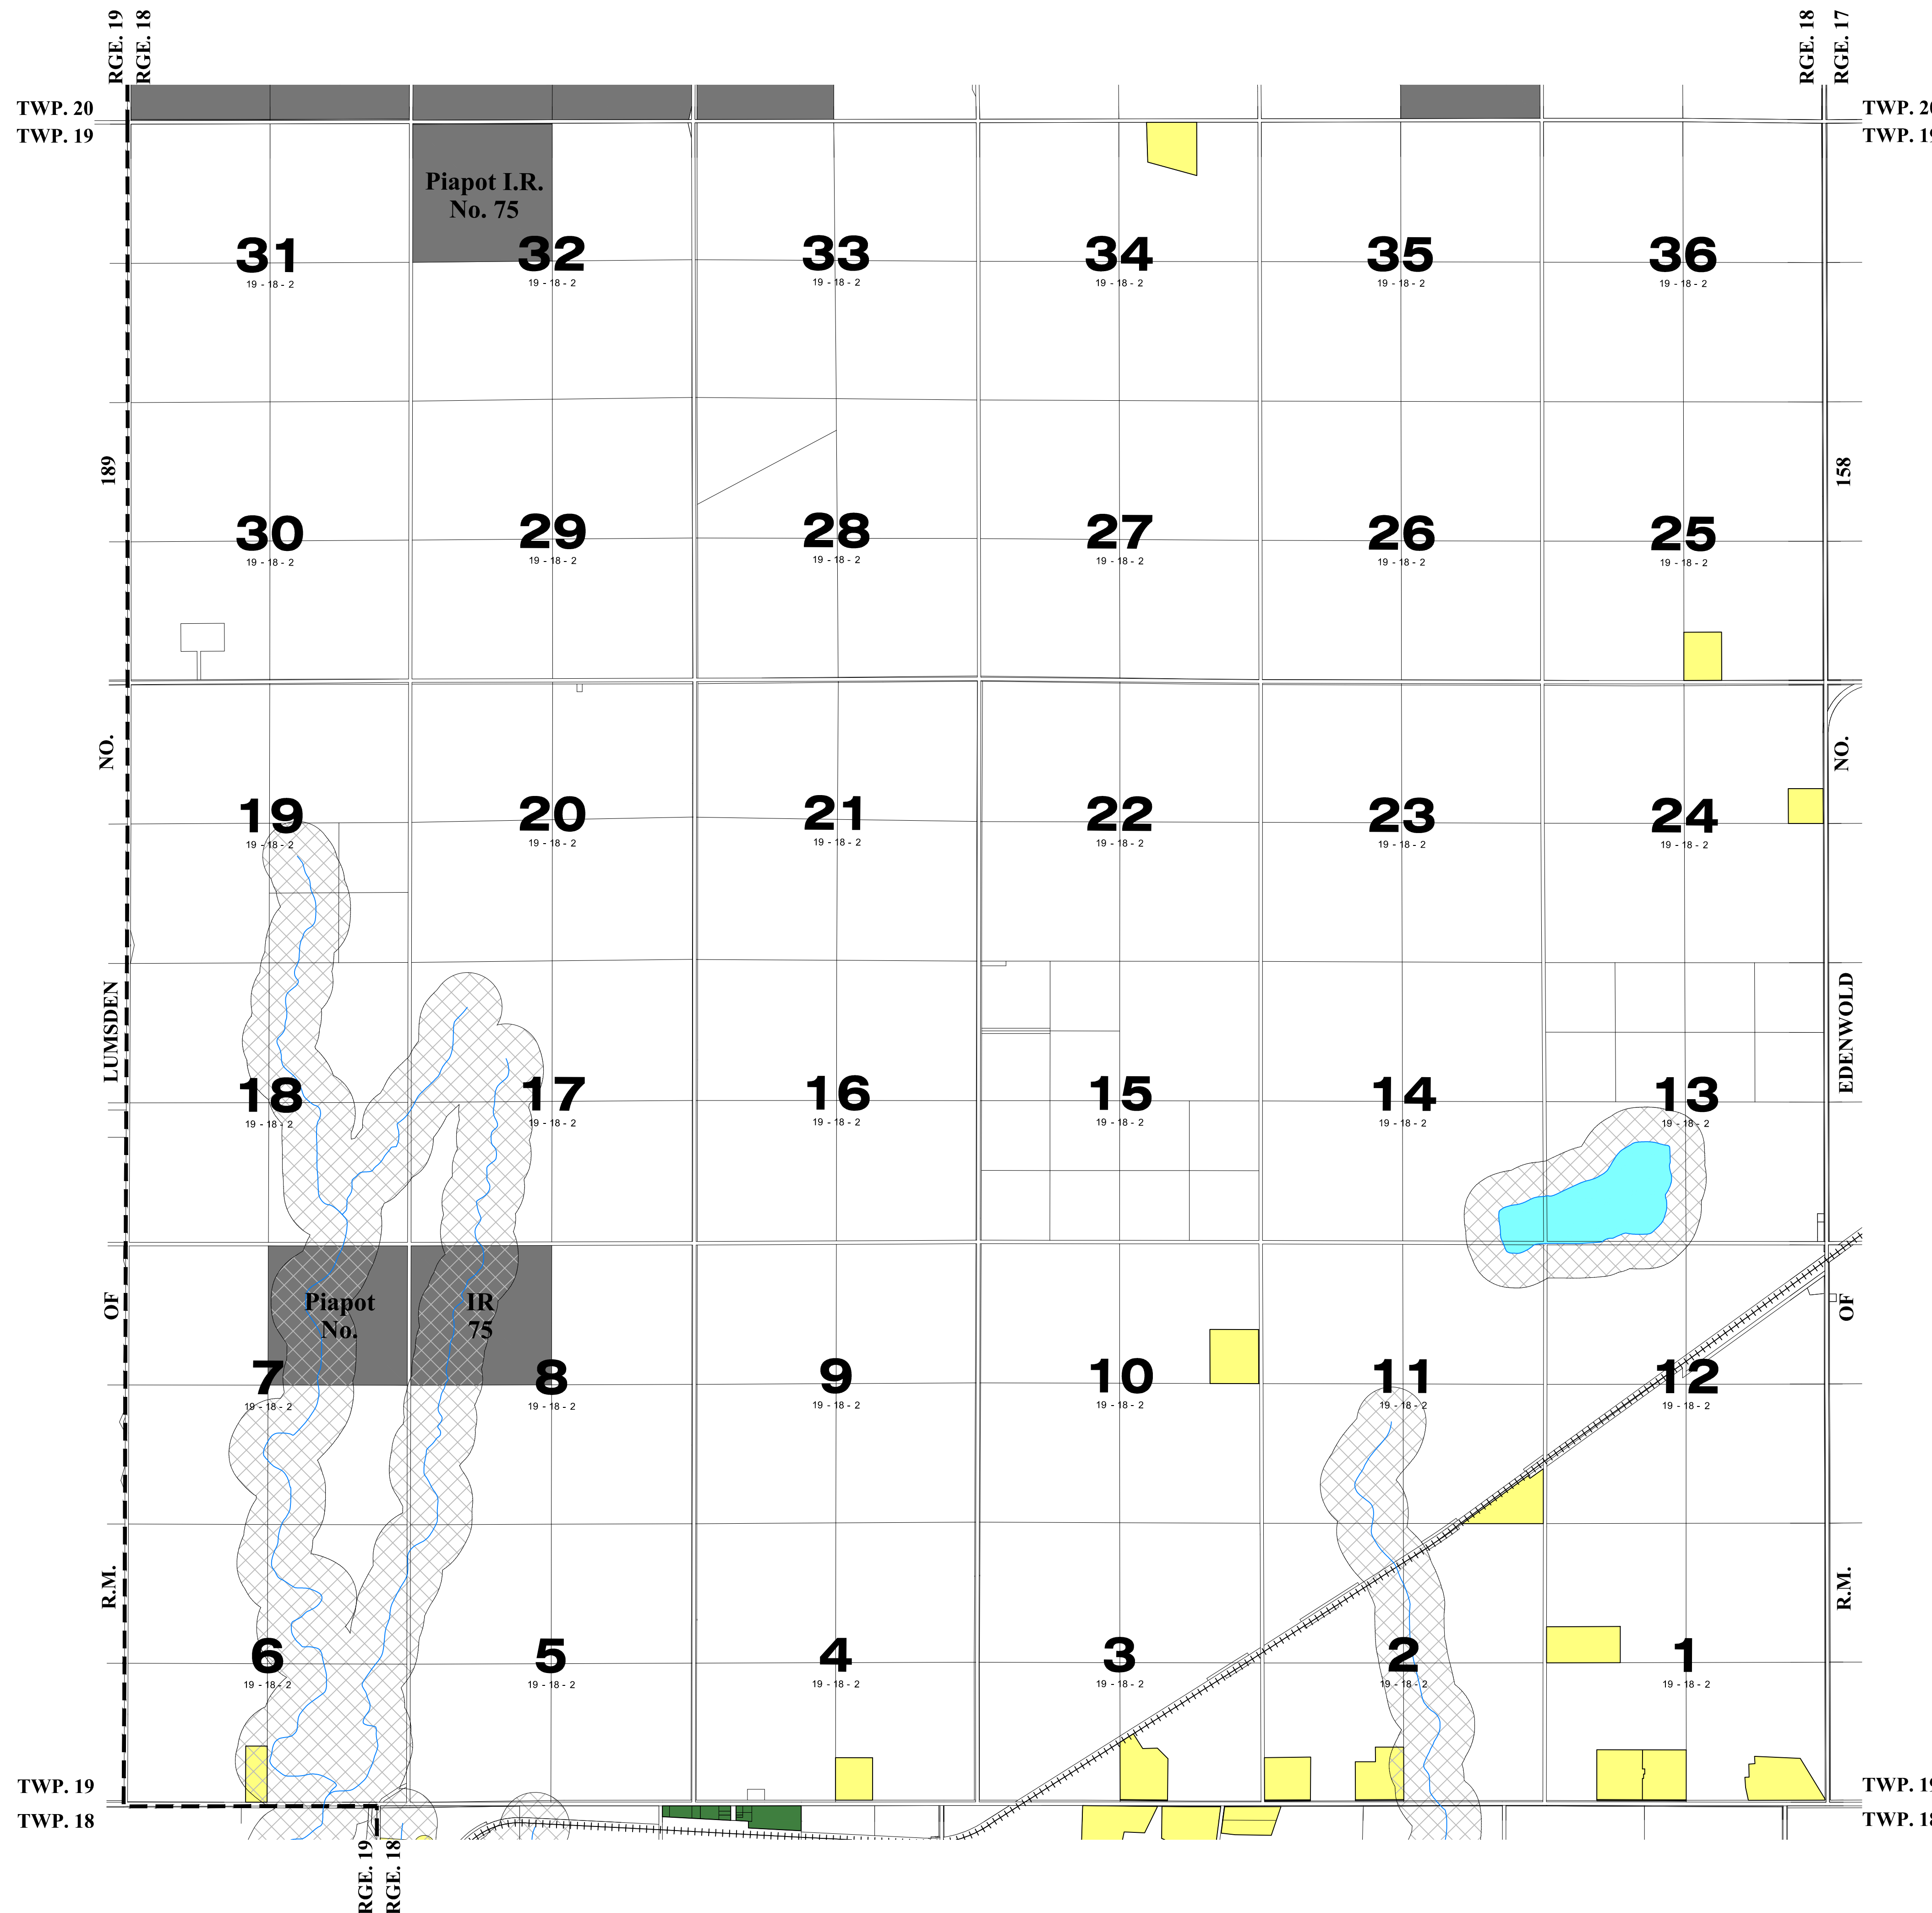 RGE. 19
RGE. 18
RGE. 18
RGE. 17
TWP. 20
TWP. 20
TWP. 19
TWP. 19
Piapot I.R.
No. 75
31
32
33
34
35
36
19 - 18 - 2
19 - 18 - 2
19 - 18 - 2
19 - 18 - 2
19 - 18 - 2
19 - 18 - 2
189
158
30
29
28
27
26
25
19 - 18 - 2
19 - 18 - 2
19 - 18 - 2
19 - 18 - 2
19 - 18 - 2
19 - 18 - 2
NO.
NO.
19
20
21
22
23
24
19 - 18 - 2
19 - 18 - 2
19 - 18 - 2
19 - 18 - 2
19 - 18 - 2
19 - 18 - 2
LUMSDEN
EDENWOLD
18
17
16
15
14
13
19 - 18 - 2
19 - 18 - 2
19 - 18 - 2
19 - 18 - 2
19 - 18 - 2
19 - 18 - 2
OF
OF
Piapot
No.
IR
75
7
8
9
10
11
12
19 - 18 - 2
19 - 18 - 2
19 - 18 - 2
19 - 18 - 2
19 - 18 - 2
19 - 18 - 2
R.M.
R.M.
6
5
4
3
2
1
19 - 18 - 2
19 - 18 - 2
19 - 18 - 2
19 - 18 - 2
19 - 18 - 2
19 - 18 - 2
TWP. 19
TWP. 19
TWP. 18
TWP. 18
RGE. 19
RGE. 18